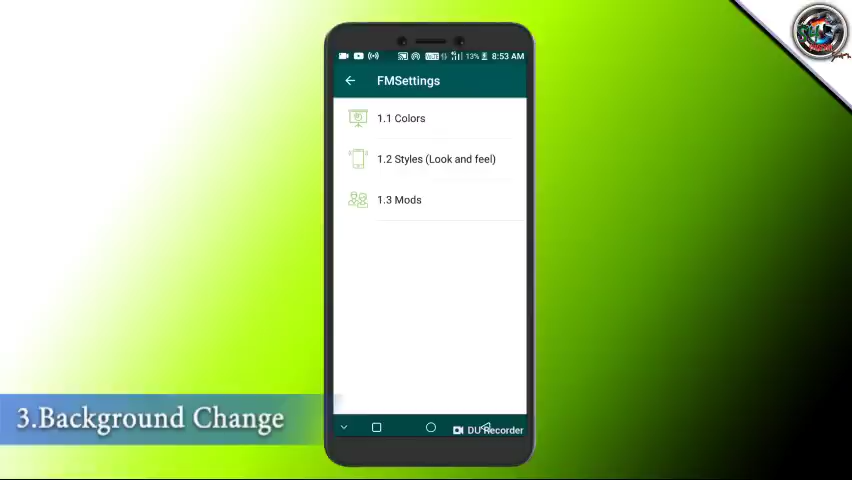 8:53 AM
13%
FMSettings
1.1 Colors
1.2 Styles (Look and feel)
1.3 Mods
3.Background Change
DU Recorder